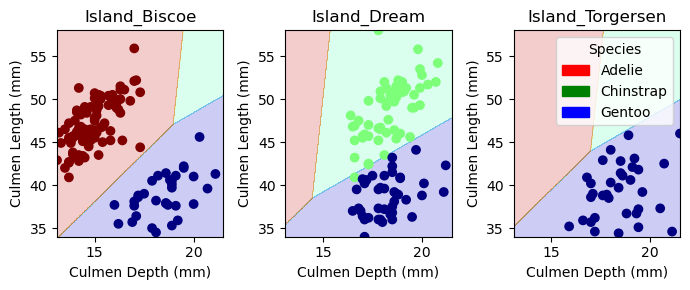 Island_Biscoe
Island_Dream
Island_Torgersen
Culmen Length (mm)
55
50
45
40
35
15
20
Culmen Depth (mm)
Culmen Length (mm)
55
50
45
40
35
15
20
Culmen Depth (mm)
Culmen Length (mm)
55
50
45
40
35
15
20
Culmen Depth (mm)
Species
Adelie
Chinstrap
Gentoo